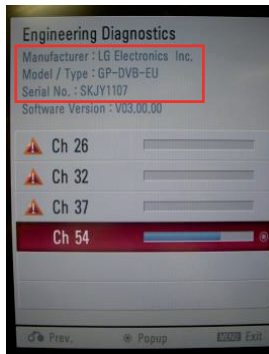 Engineering Diagnostics
Manufacturer : LG Electronics Inc.
Model / Type : GP-DVB-EU
Serial No. : SKJY1107
Software Version : V03.00.00
Ch 26
Ch 32
Ch 37
Ch 54
Prev.
Popup
MENU Exit